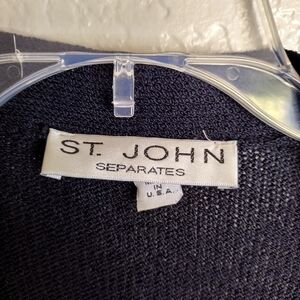 ST. JOHN
SEPARATES
IN
U.S.A.